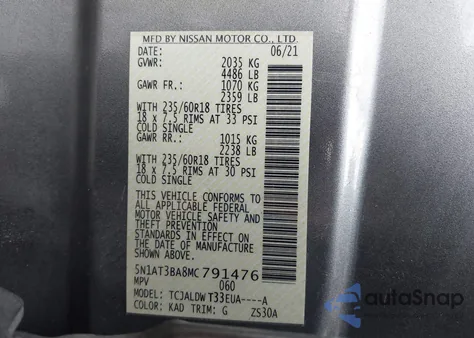 MFD BY NISSAN MOTOR CO., LTD.
DATE: 06/21
GVWR: 2035 KG
4486 LB
GAWR FR.: 1070 KG
2359 LB
WITH 235/60R18 TIRES
18 x 7.5 RIMS AT 33 PSI
COLD SINGLE
GAWR RR.: 1015 KG
2238 LB
WITH 235/60R18 TIRES
18 x 7.5 RIMS AT 30 PSI
COLD SINGLE
THIS VEHICLE CONFORMS TO
ALL APPLICABLE FEDERAL
MOTOR VEHICLE SAFETY AND
THEFT PREVENTION
STANDARDS IN EFFECT ON
THE DATE OF MANUFACTURE
SHOWN ABOVE.
5N1AT3BA8MC791476
MPV 060
MODEL: TCJALDW T33EUA----A
COLOR: KAD TRIM: G ZS30A
autoSnap